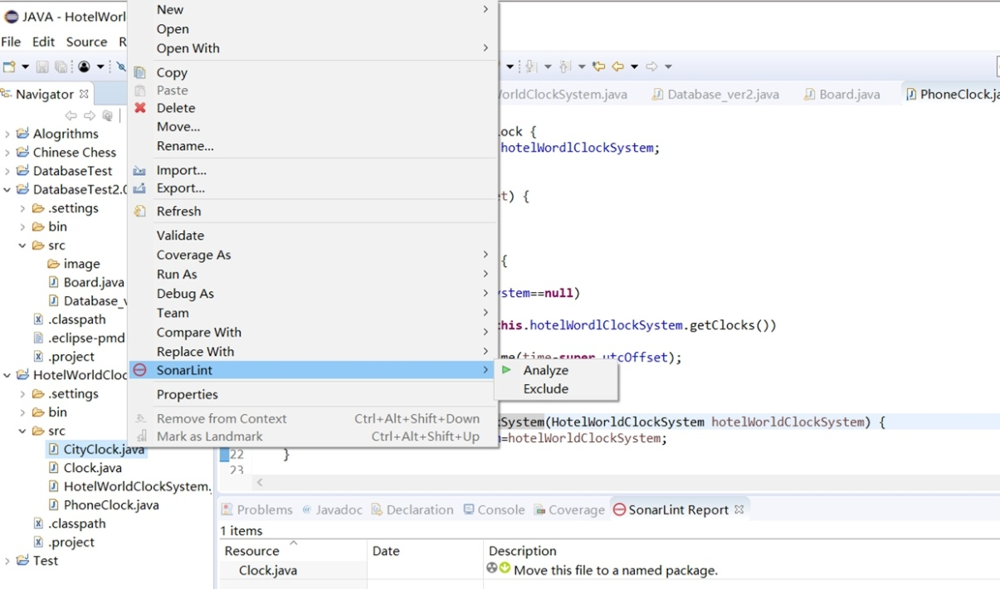 JAVA - HotelWorl
File Edit Source R
Navigator
Alogrithms
Chinese Chess
DatabaseTest
DatabaseTest2.0
.settings
bin
src
image
Board.java
Database_v
.classpath
.eclipse-pmd
.project
HotelWorldCloc
.settings
bin
src
CityClock.java
Clock.java
HotelWorldClockSystem.
PhoneClock.java
.classpath
.project
Test
New
Open
Open With
Copy
Paste
Delete
Move...
Rename...
Import...
Export...
Refresh
Validate
Coverage As
Run As
Debug As
Team
Compare With
Replace With
SonarLint
Properties
Remove from Context Ctrl+Alt+Shift+Down
Mark as Landmark Ctrl+Alt+Shift+Up
Analyze
Exclude
WorldClockSystem.java Database_ver2.java Board.java PhoneClock.ja
lock {
hotelWordlClockSystem;
et) {
{
ystem==null)
this.hotelWordlClockSystem.getClocks())
me(time-super.utcOffset);
kSystem(HotelWorldClockSystem hotelWorldClockSystem) {
=hotelWorldClockSystem;
22 }
23
Problems Javadoc Declaration Console Coverage SonarLint Report
1 items
Resource Date Description
Clock.java Move this file to a named package.